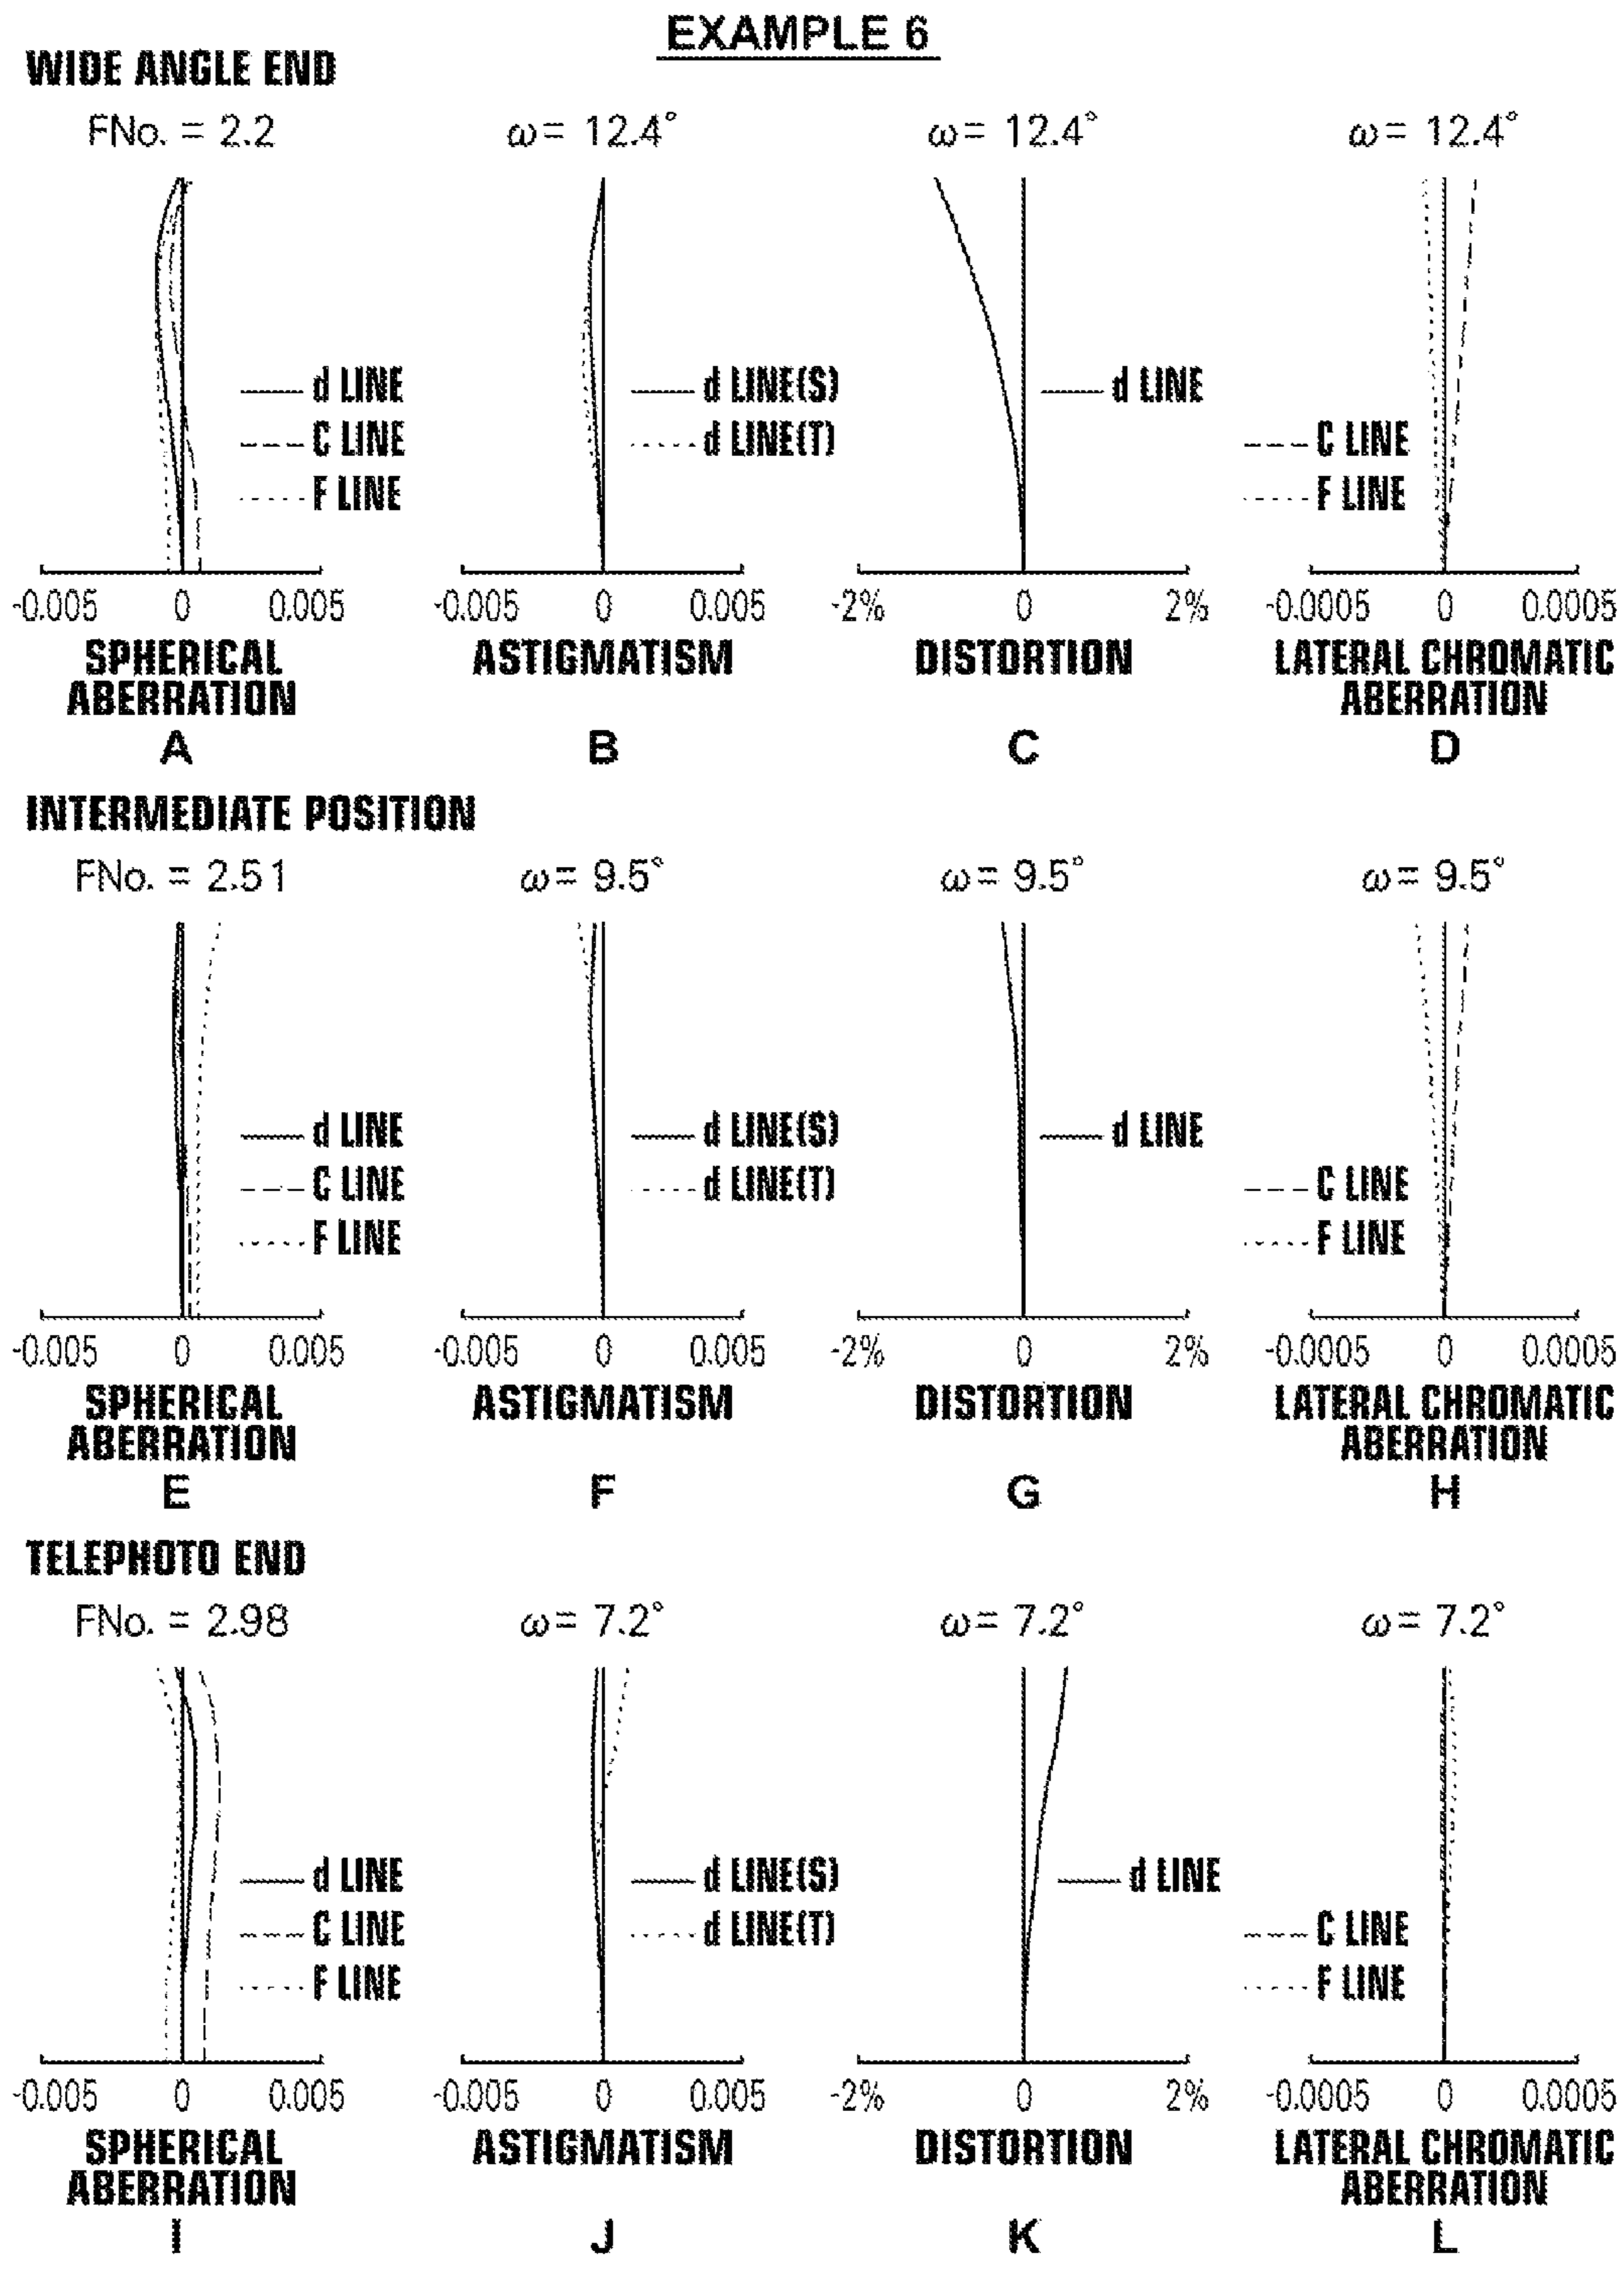 EXAMPLE 6
WIDE ANGLE END
FNo. = 2.2
ω= 12.4°
ω= 12.4°
ω= 12.4°
d LINE
C LINE
F LINE
d LINE(S)
d LINE(T)
d LINE
C LINE
F LINE
-0.005 0 0.005
-0.005 0 0.005
-2% 0 2%
-0.0005 0 0.0005
SPHERICAL
ABERRATION
ASTIGMATISM
DISTORTION
LATERAL CHROMATIC
ABERRATION
A
B
C
D
INTERMEDIATE POSITION
FNo. = 2.51
ω= 9.5°
ω= 9.5°
ω= 9.5°
d LINE
C LINE
F LINE
d LINE(S)
d LINE(T)
d LINE
C LINE
F LINE
-0.005 0 0.005
-0.005 0 0.005
-2% 0 2%
-0.0005 0 0.0005
SPHERICAL
ABERRATION
ASTIGMATISM
DISTORTION
LATERAL CHROMATIC
ABERRATION
E
F
G
H
TELEPHOTO END
FNo. = 2.98
ω= 7.2°
ω= 7.2°
ω= 7.2°
d LINE
C LINE
F LINE
d LINE(S)
d LINE(T)
d LINE
C LINE
F LINE
-0.005 0 0.005
-0.005 0 0.005
-2% 0 2%
-0.0005 0 0.0005
SPHERICAL
ABERRATION
ASTIGMATISM
DISTORTION
LATERAL CHROMATIC
ABERRATION
I
J
K
L